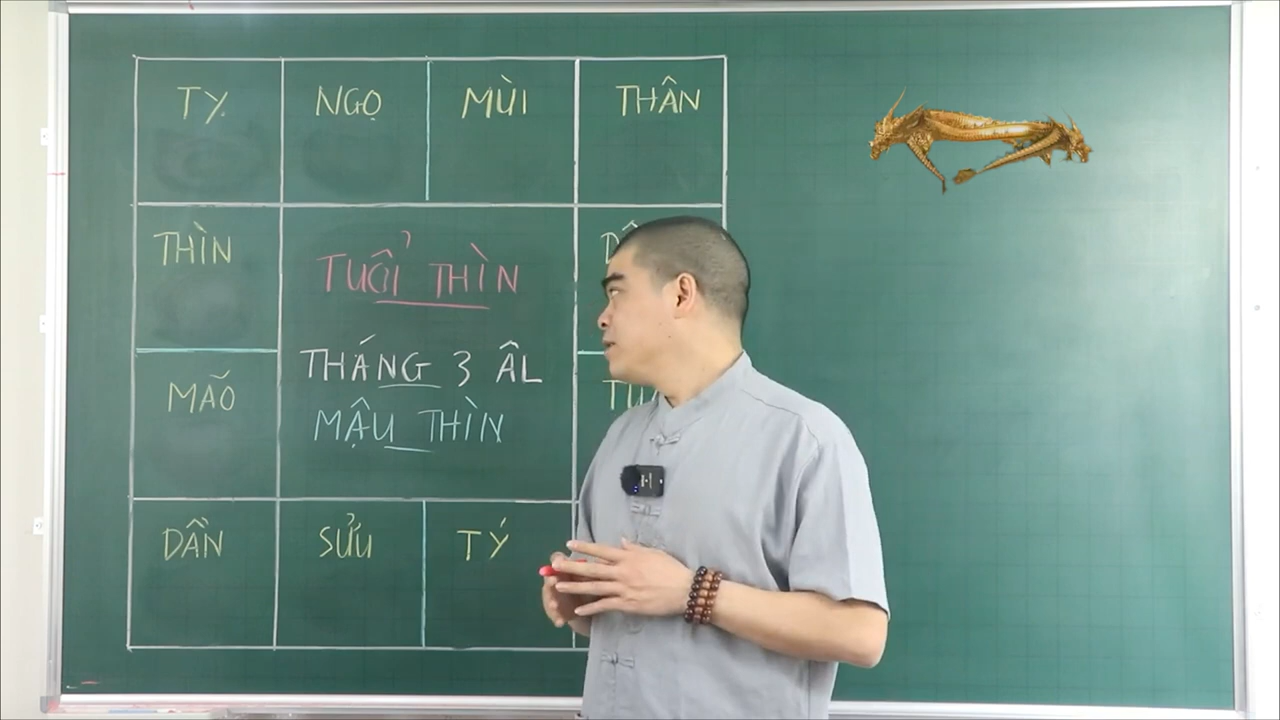 TỴ NGỌ MÙI THÂN
THÌN
TUỔI THÌN
THÁNG 3 ÂL
MÃO
MẬU THÌN
DẦN SỬU TÝ